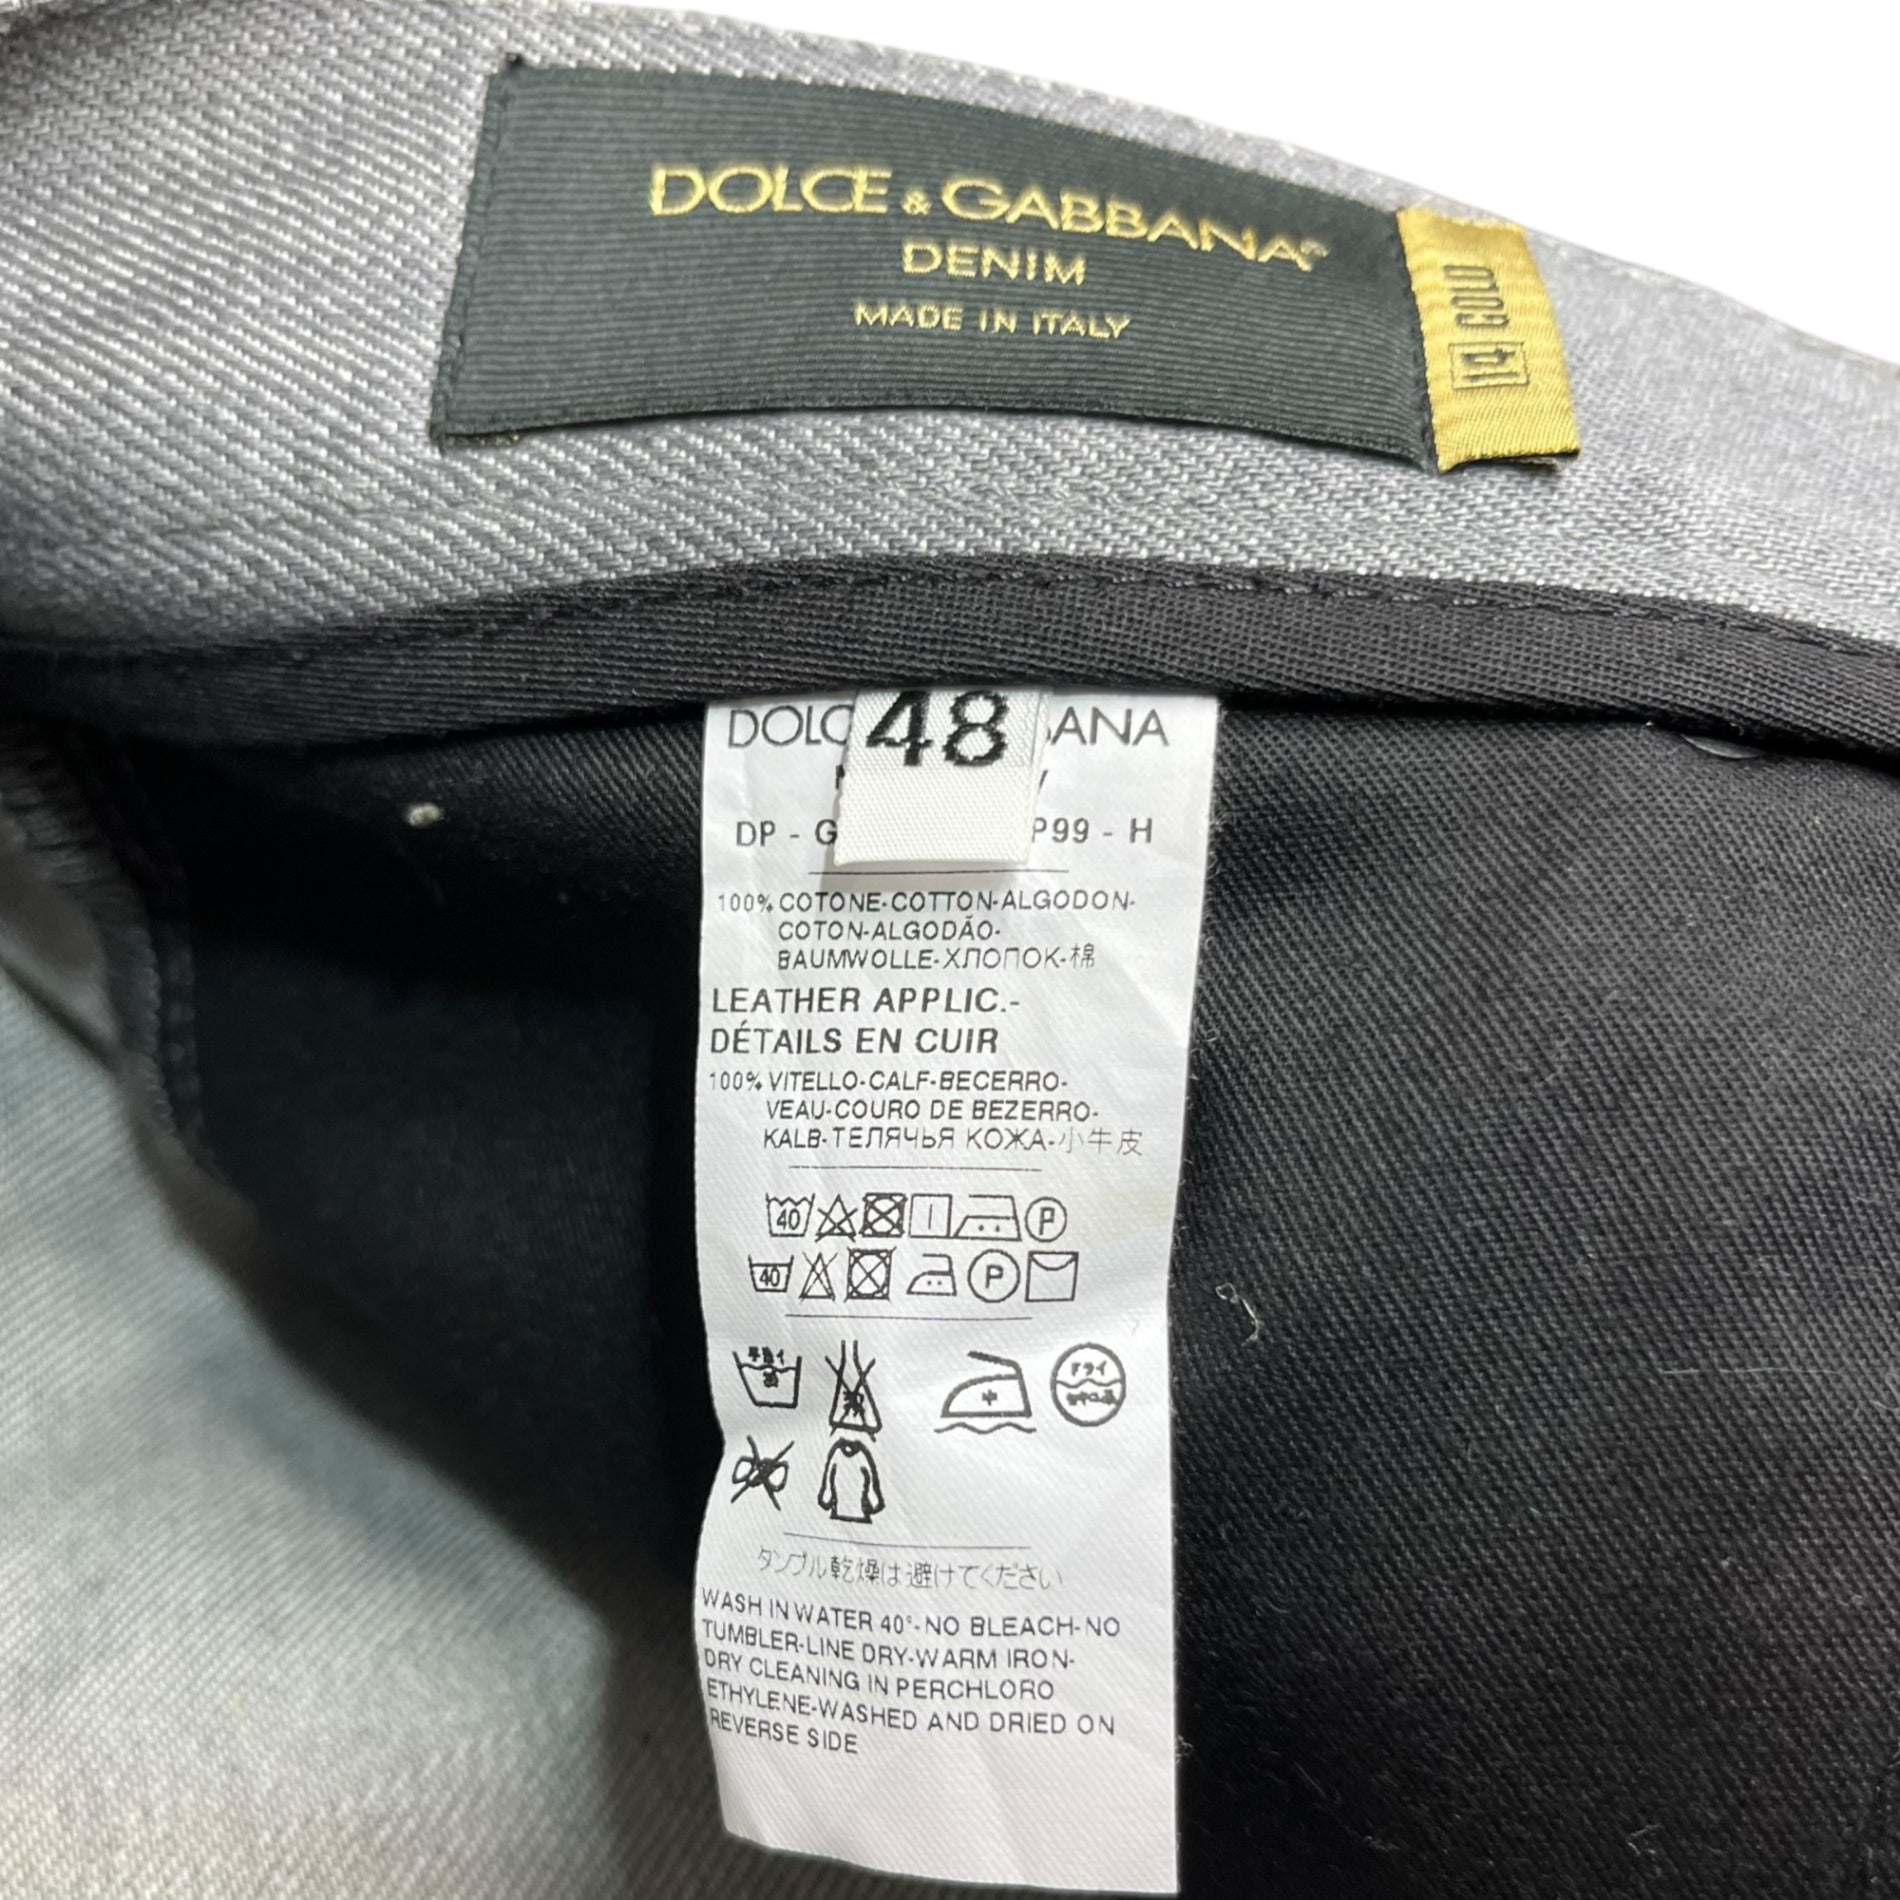 DOLCE & GABBANA®
DENIM
MADE IN ITALY
14 GOLD
48
DP - G P99 - H
100% COTONE-COTTON-ALGODON-
COTON-ALGODÃO-
BAUMWOLLE-ХЛОПОК-棉
LEATHER APPLIC.-
DÉTAILS EN CUIR
100% VITELLO-CALF-BECERRO-
VEAU-COURO DE BEZERRO-
KALB-ТЕЛЯЧЬЯ КОЖА-小牛皮
40 P
40 P
中 ドライ
タンブル乾燥は避けてください
WASH IN WATER 40°-NO BLEACH-NO
TUMBLER-LINE DRY-WARM IRON-
DRY CLEANING IN PERCHLORO
ETHYLENE-WASHED AND DRIED ON
REVERSE SIDE